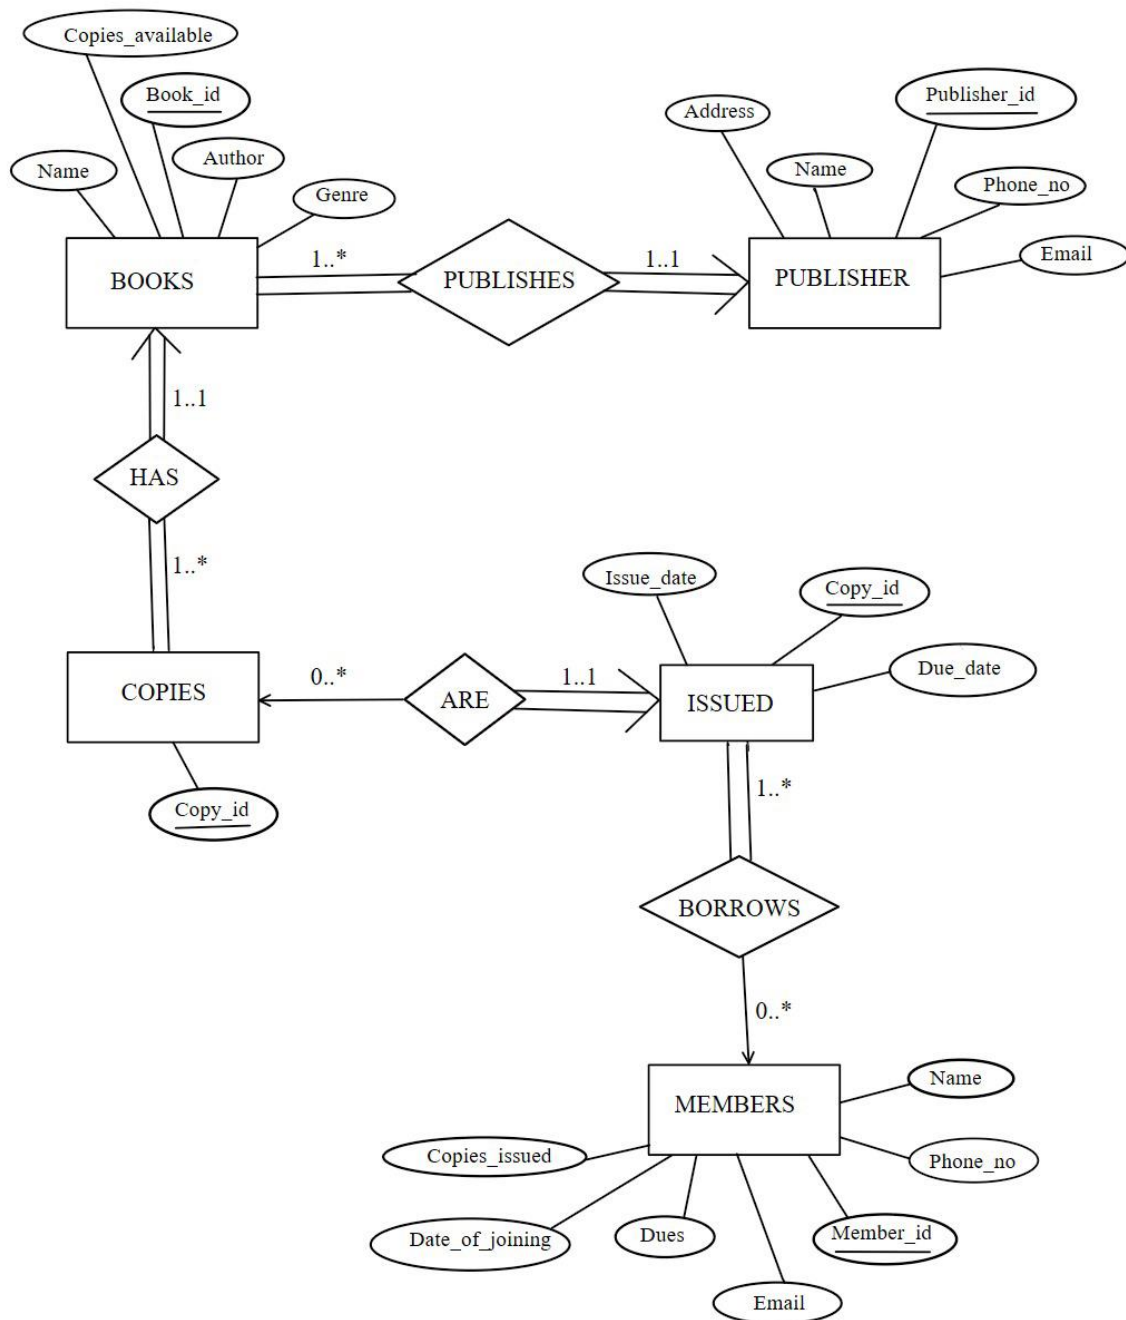 Copies_available
Book_id
Publisher_id
Address
Author
Name
Name
Phone_no
Genre
Email
1..*
1..1
BOOKS
PUBLISHES
PUBLISHER
1..1
HAS
1..*
Issue_date
Copy_id
Due_date
0..*
1..1
COPIES
ARE
ISSUED
Copy_id
1..*
BORROWS
0..*
Name
MEMBERS
Copies_issued
Phone_no
Date_of_joining
Dues
Member_id
Email